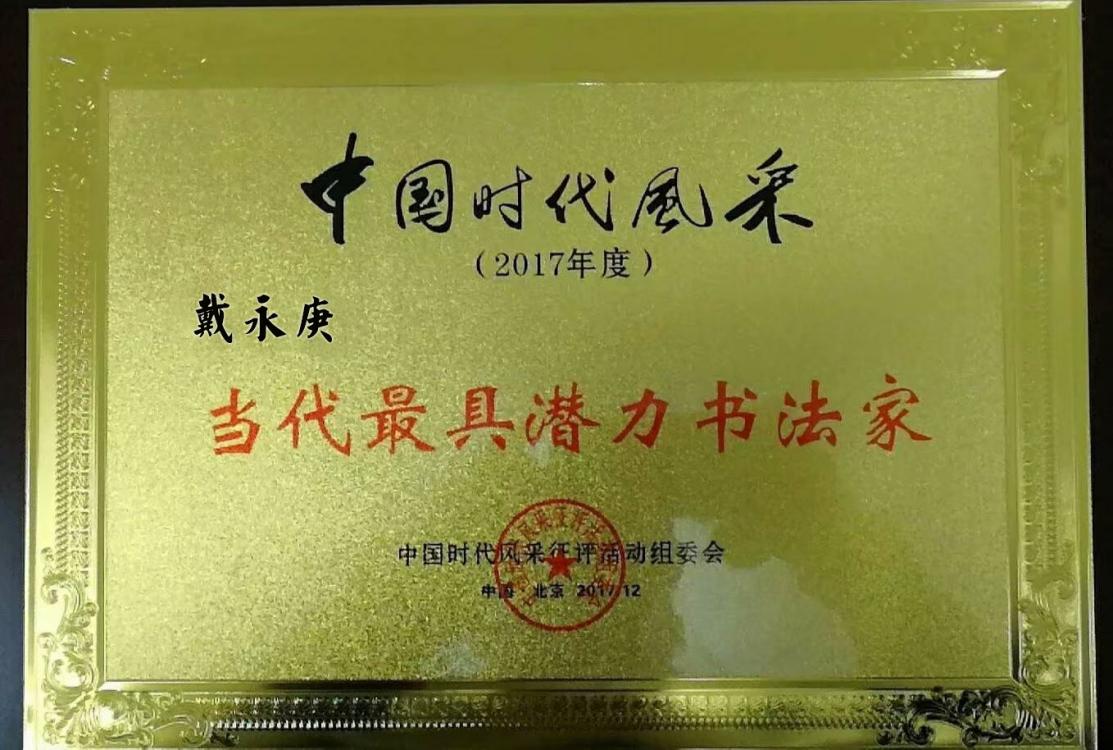 中国时代風采
（2017年度）
戴永庚
当代最具潜力书法家
中国时代风采征评活动组委会
中国·北京 2017.12